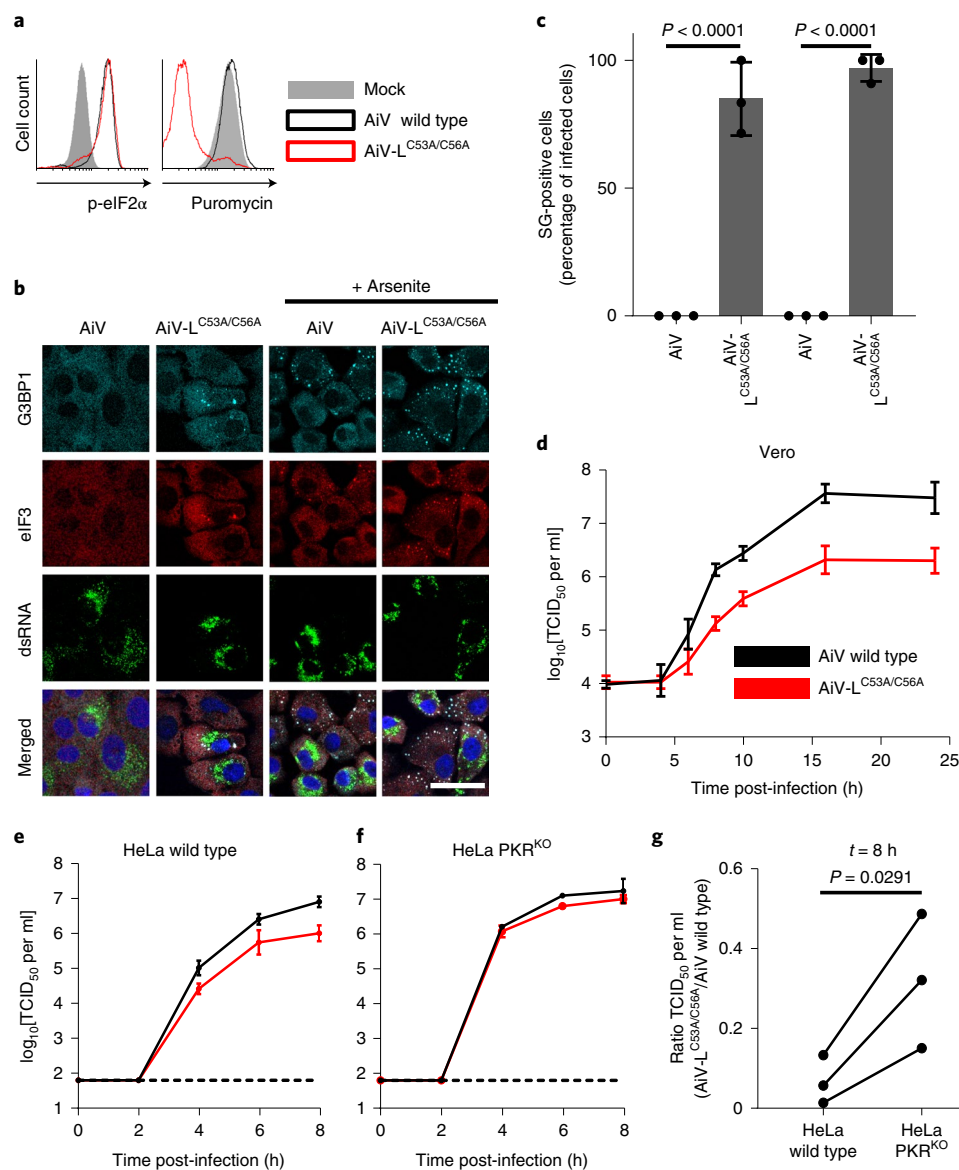 a
Cell count
p-eIF2α
Puromycin
Mock
AiV wild type
AiV-L^C53A/C56A
b
+ Arsenite
AiV
AiV-L^C53A/C56A
AiV
AiV-L^C53A/C56A
G3BP1
eIF3
dsRNA
Merged
c
P < 0.0001
P < 0.0001
SG-positive cells
(percentage of infected cells)
100
50
0
AiV
AiV-
L^C53A/C56A
AiV
AiV-
L^C53A/C56A
d
Vero
log10[TCID50 per ml]
8
7
6
5
4
3
AiV wild type
AiV-L^C53A/C56A
0
5
10
15
20
25
Time post-infection (h)
e
HeLa wild type
log10[TCID50 per ml]
8
7
6
5
4
3
2
1
0
2
4
6
8
Time post-infection (h)
f
HeLa PKR^KO
8
7
6
5
4
3
2
1
0
2
4
6
8
Time post-infection (h)
g
t = 8 h
P = 0.0291
Ratio TCID50 per ml
(AiV-L^C53A/C56A/AiV wild type)
0.6
0.4
0.2
0
HeLa
wild type
HeLa
PKR^KO